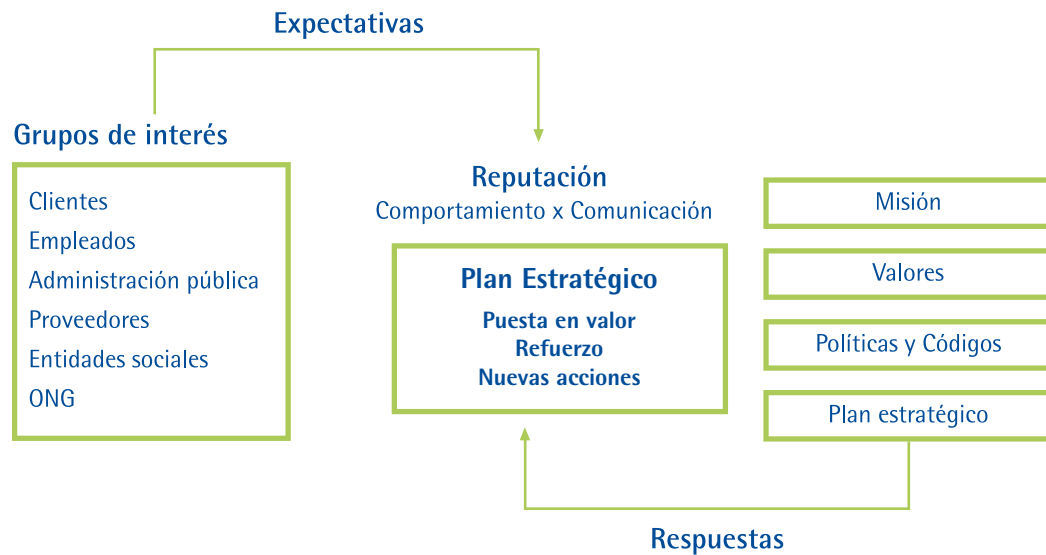 Expectativas
Grupos de interés
Clientes
Empleados
Administración pública
Proveedores
Entidades sociales
ONG
Reputación
Comportamiento x Comunicación
Plan Estratégico
Puesta en valor
Refuerzo
Nuevas acciones
Misión
Valores
Políticas y Códigos
Plan estratégico
Respuestas